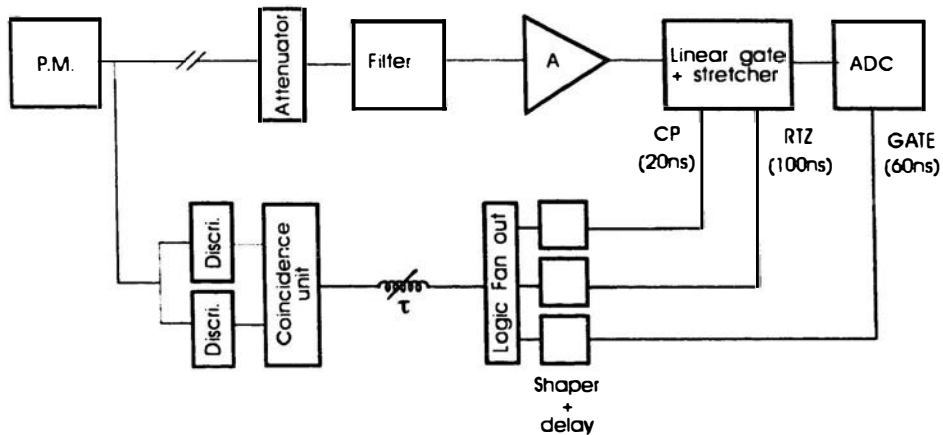 P.M.
Attenuator
Filter
A
Linear gate
+ stretcher
ADC
CP
(20ns)
RTZ
(100ns)
GATE
(60ns)
Discri.
Discri.
Coincidence
unit
τ
Logic Fan out
Shaper
+
delay